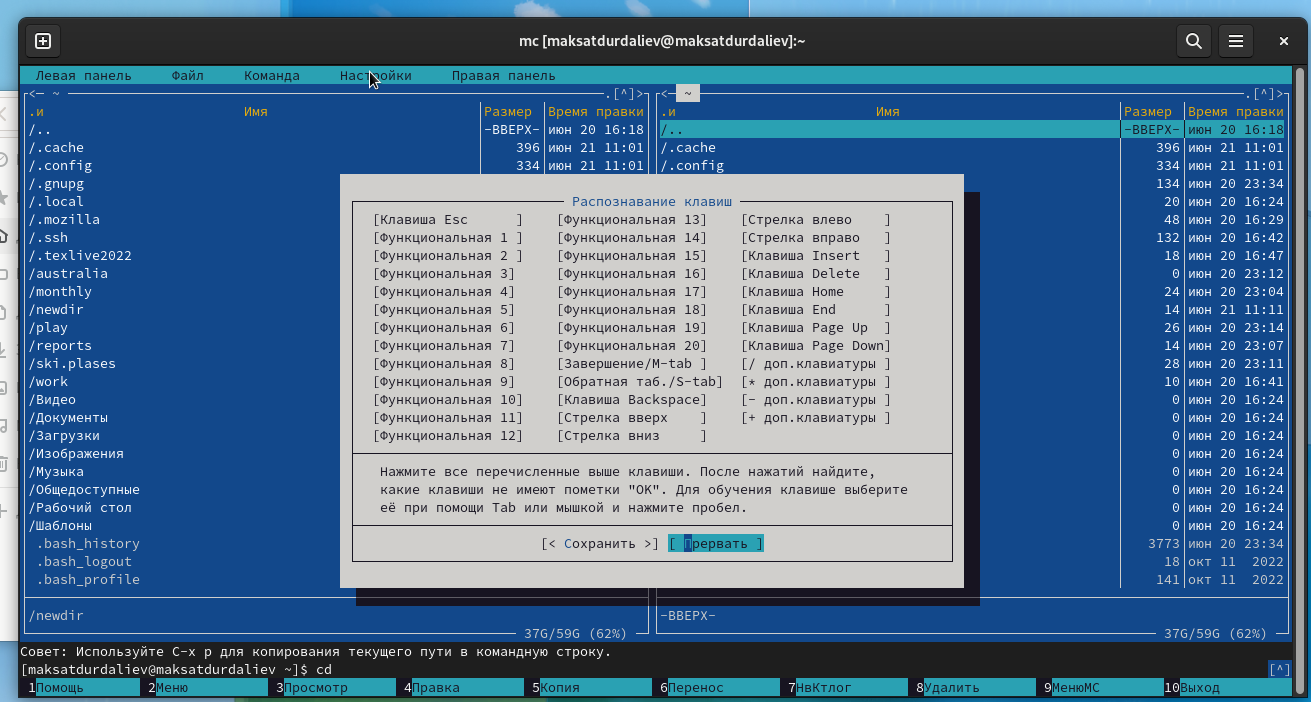 mc [maksatdurdaliev@maksatdurdaliev]:~
Левая панель Файл Команда Настройки Правая панель
<─ ~ .[^]> <─ ~ .[^]>
.и Имя Размер Время правки .и Имя Размер Время правки
/.. -ВВЕРХ- июн 20 16:18 /.. -ВВЕРХ- июн 20 16:18
/.cache 396 июн 21 11:01 /.cache 396 июн 21 11:01
/.config 334 июн 21 11:01 /.config 334 июн 21 11:01
/.gnupg 134 июн 20 23:34
/.local 20 июн 20 16:24
/.mozilla 48 июн 20 16:29
/.ssh 132 июн 20 16:42
/.texlive2022 18 июн 20 16:47
/australia 0 июн 20 23:12
/monthly 24 июн 20 23:04
/newdir 14 июн 21 11:11
/play 26 июн 20 23:14
/reports 14 июн 20 23:07
/ski.plases 28 июн 20 23:11
/work 10 июн 20 16:41
/Видео 0 июн 20 16:24
/Документы 0 июн 20 16:24
/Загрузки 0 июн 20 16:24
/Изображения 0 июн 20 16:24
/Музыка 0 июн 20 16:24
/Общедоступные 0 июн 20 16:24
/Рабочий стол 0 июн 20 16:24
/Шаблоны 0 июн 20 16:24
.bash_history 3773 июн 20 23:34
.bash_logout 18 окт 11 2022
.bash_profile 141 окт 11 2022
Распознавание клавиш
[Клавиша Esc ] [Функциональная 13] [Стрелка влево ]
[Функциональная 1 ] [Функциональная 14] [Стрелка вправо ]
[Функциональная 2 ] [Функциональная 15] [Клавиша Insert ]
[Функциональная 3] [Функциональная 16] [Клавиша Delete ]
[Функциональная 4] [Функциональная 17] [Клавиша Home ]
[Функциональная 5] [Функциональная 18] [Клавиша End ]
[Функциональная 6] [Функциональная 19] [Клавиша Page Up ]
[Функциональная 7] [Функциональная 20] [Клавиша Page Down]
[Функциональная 8] [Завершение/M-tab ] [/ доп.клавиатуры ]
[Функциональная 9] [Обратная таб./S-tab] [* доп.клавиатуры ]
[Функциональная 10] [Клавиша Backspace] [- доп.клавиатуры ]
[Функциональная 11] [Стрелка вверх ] [+ доп.клавиатуры ]
[Функциональная 12] [Стрелка вниз ]
Нажмите все перечисленные выше клавиши. После нажатий найдите,
какие клавиши не имеют пометки "OK". Для обучения клавише выберите
её при помощи Tab или мышкой и нажмите пробел.
[< Сохранить >] [ Прервать ]
/newdir -ВВЕРХ-
37G/59G (62%) 37G/59G (62%)
Совет: Используйте C-x p для копирования текущего пути в командную строку.
[maksatdurdaliev@maksatdurdaliev ~]$ cd [^]
1Помощь 2Меню 3Просмотр 4Правка 5Копия 6Перенос 7НвКтлог 8Удалить 9МенюMC 10Выход